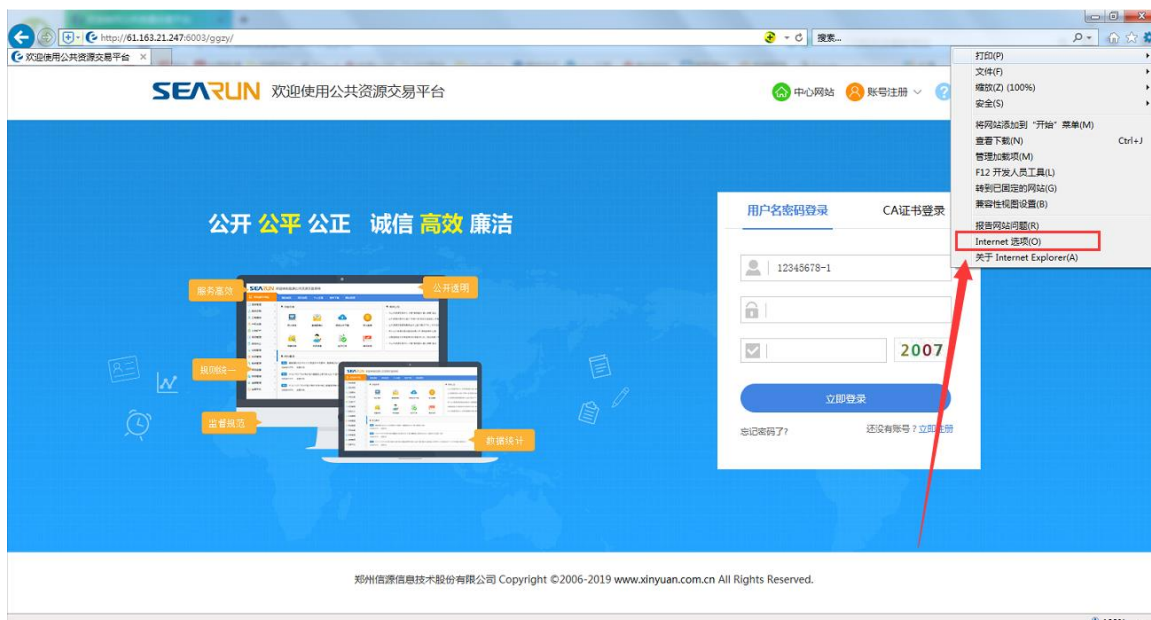 http://61.163.21.247:6003/ggzy/
搜索...
欢迎使用公共资源交易平台
SEARUN 欢迎使用公共资源交易平台
中心网站
账号注册
?
打印(P)
文件(F)
缩放(Z) (100%)
安全(S)
将网站添加到“开始”菜单(M)
查看下载(N) Ctrl+J
管理加载项(M)
F12 开发人员工具(L)
转到已固定的网站(G)
兼容性视图设置(B)
报告网站问题(R)
Internet 选项(O)
关于 Internet Explorer(A)
公开 公平 公正 诚信 高效 廉洁
服务高效
公开透明
规则统一
监督规范
数据统计
用户名密码登录
CA证书登录
12345678-1
2007
立即登录
忘记密码了?
还没有账号？立即注册
郑州信源信息技术股份有限公司 Copyright ©2006-2019 www.xinyuan.com.cn All Rights Reserved.